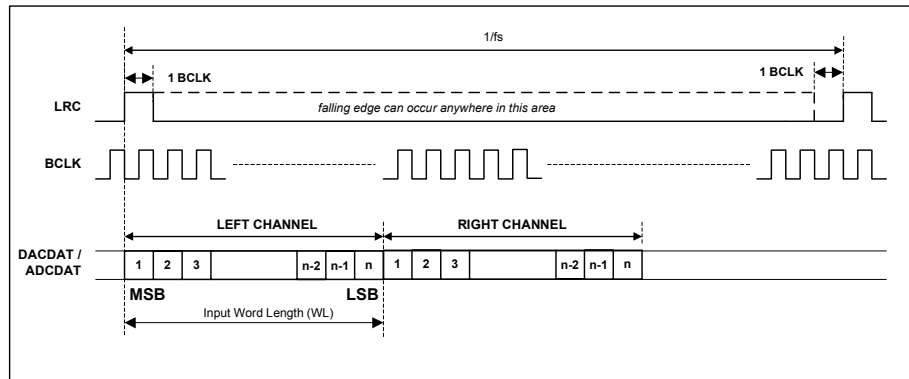 1/fs
1 BCLK
1 BCLK
LRC
falling edge can occur anywhere in this area
BCLK
LEFT CHANNEL
RIGHT CHANNEL
DACDAT /
ADCDAT
1 2 3 n-2 n-1 n 1 2 3 n-2 n-1 n
MSB
LSB
Input Word Length (WL)